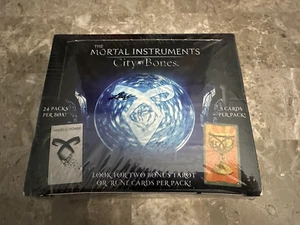 THE
MORTAL INSTRUMENTS
City of Bones
24 PACKS
PER BOX!
5 CARDS
PER PACK!
LOOK FOR TWO BONUS TAROT
OR RUNE CARDS PER PACK!